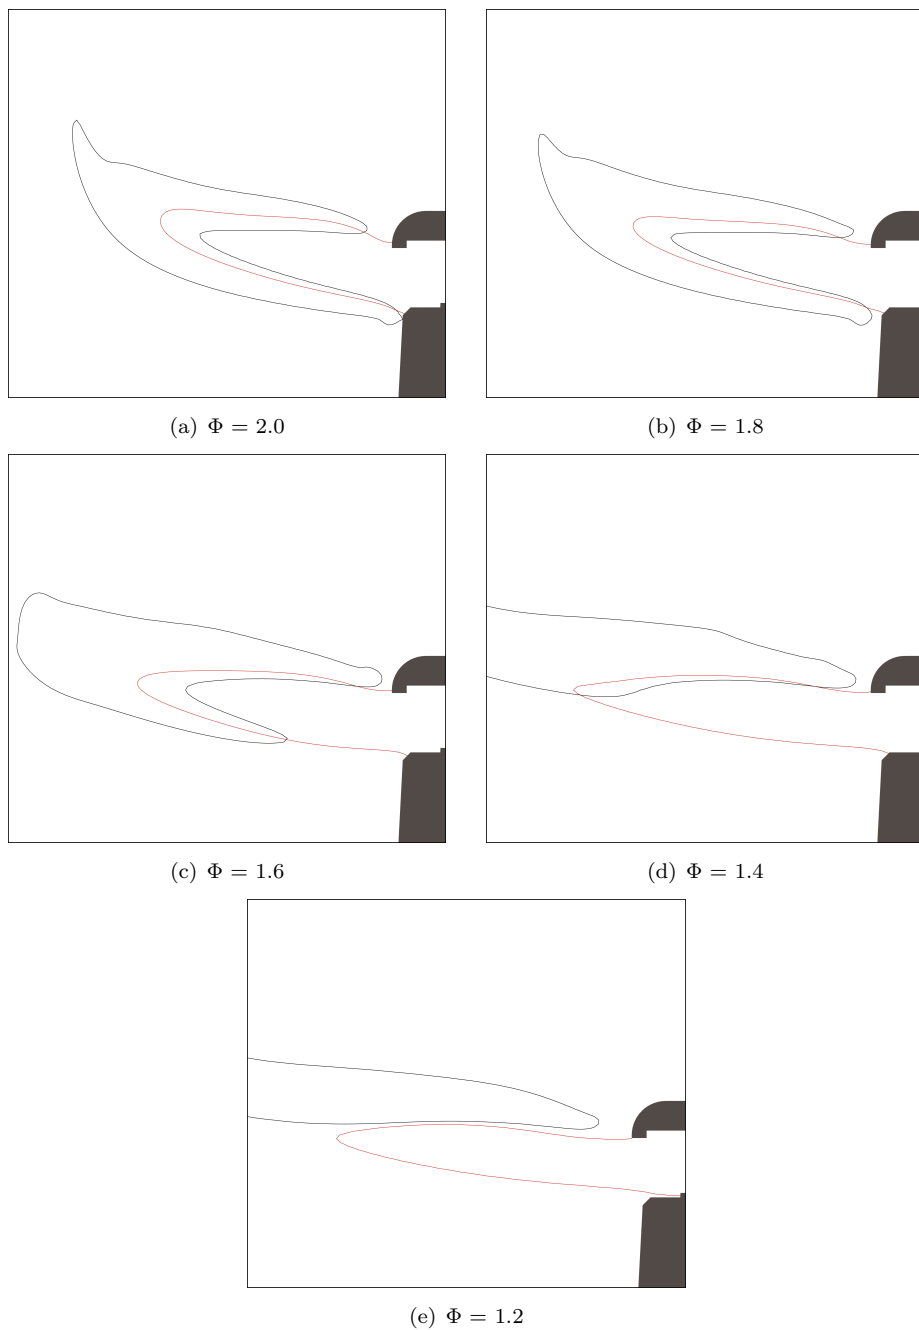 (a) Φ = 2.0
(b) Φ = 1.8
(c) Φ = 1.6
(d) Φ = 1.4
(e) Φ = 1.2